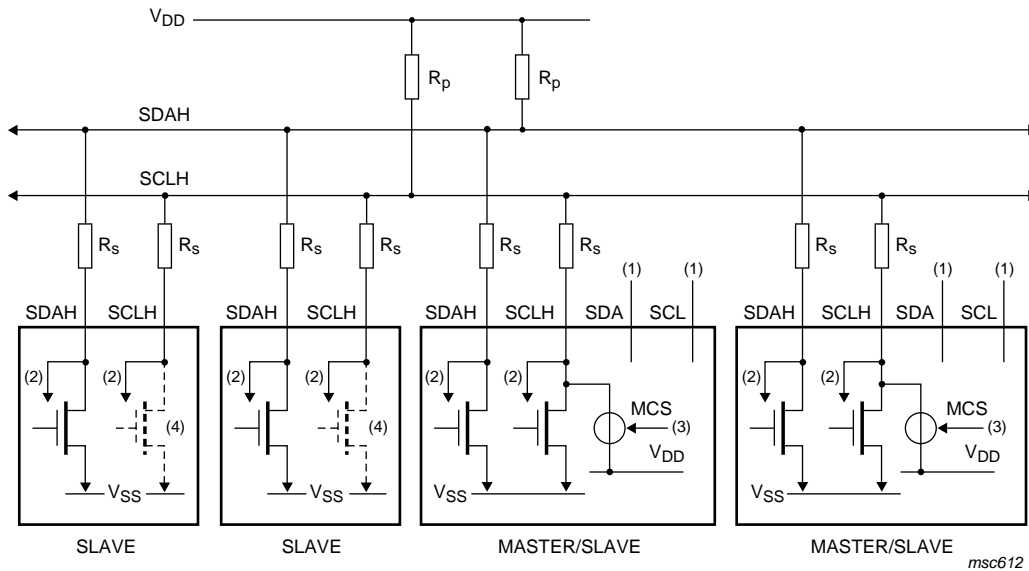 VDD
Rp Rp
SDAH
SCLH
Rs Rs Rs Rs Rs Rs Rs Rs
(1) (1) (1) (1)
SDAH SCLH SDAH SCLH SDAH SCLH SDA SCL SDAH SCLH SDA SCL
(2) (2) (2) (2) (2) (2) (2) (2)
MCS MCS
(4) (4) (3) (3)
VDD VDD
VSS VSS VSS VSS
SLAVE SLAVE MASTER/SLAVE MASTER/SLAVE
msc612